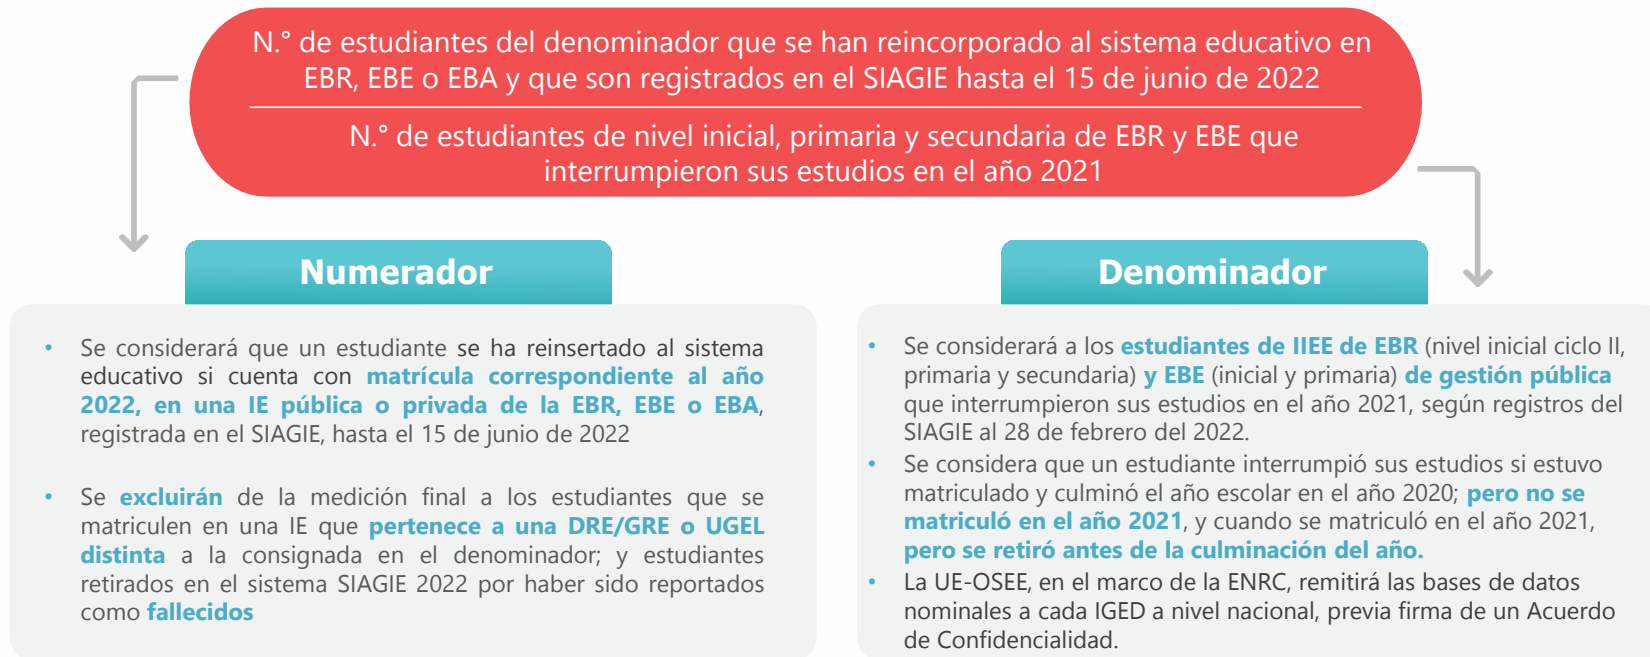 N.° de estudiantes del denominador que se han reincorporado al sistema educativo en
EBR, EBE o EBA y que son registrados en el SIAGIE hasta el 15 de junio de 2022
N.° de estudiantes de nivel inicial, primaria y secundaria de EBR y EBE que
interrumpieron sus estudios en el año 2021
Numerador
• Se considerará que un estudiante se ha reinsertado al sistema
educativo si cuenta con matrícula correspondiente al año
2022, en una IE pública o privada de la EBR, EBE o EBA,
registrada en el SIAGIE, hasta el 15 de junio de 2022
• Se excluirán de la medición final a los estudiantes que se
matriculen en una IE que pertenece a una DRE/GRE o UGEL
distinta a la consignada en el denominador; y estudiantes
retirados en el sistema SIAGIE 2022 por haber sido reportados
como fallecidos
Denominador
• Se considerará a los estudiantes de IIEE de EBR (nivel inicial ciclo II,
primaria y secundaria) y EBE (inicial y primaria) de gestión pública
que interrumpieron sus estudios en el año 2021, según registros del
SIAGIE al 28 de febrero del 2022.
• Se considera que un estudiante interrumpió sus estudios si estuvo
matriculado y culminó el año escolar en el año 2020; pero no se
matriculó en el año 2021, y cuando se matriculó en el año 2021,
pero se retiró antes de la culminación del año.
• La UE-OSEE, en el marco de la ENRC, remitirá las bases de datos
nominales a cada IGED a nivel nacional, previa firma de un Acuerdo
de Confidencialidad.